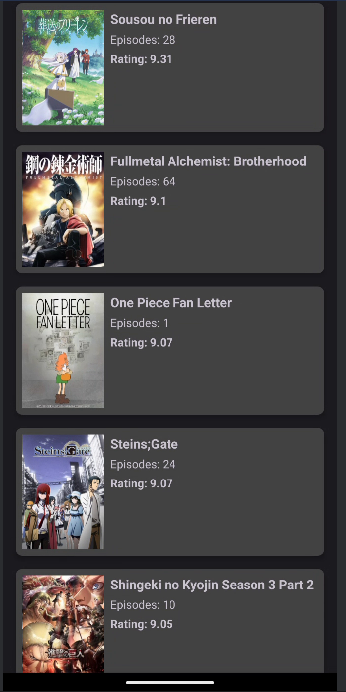 葬送のフリーレン
Sousou no Frieren
Episodes: 28
Rating: 9.31
鋼の錬金術師
FULLMETAL ALCHEMIST
Fullmetal Alchemist: Brotherhood
Episodes: 64
Rating: 9.1
ONE PIECE
FAN LETTER
One Piece Fan Letter
Episodes: 1
Rating: 9.07
Steins;Gate
Steins;Gate
Episodes: 24
Rating: 9.07
進撃の巨人
Shingeki no Kyojin Season 3 Part 2
Episodes: 10
Rating: 9.05